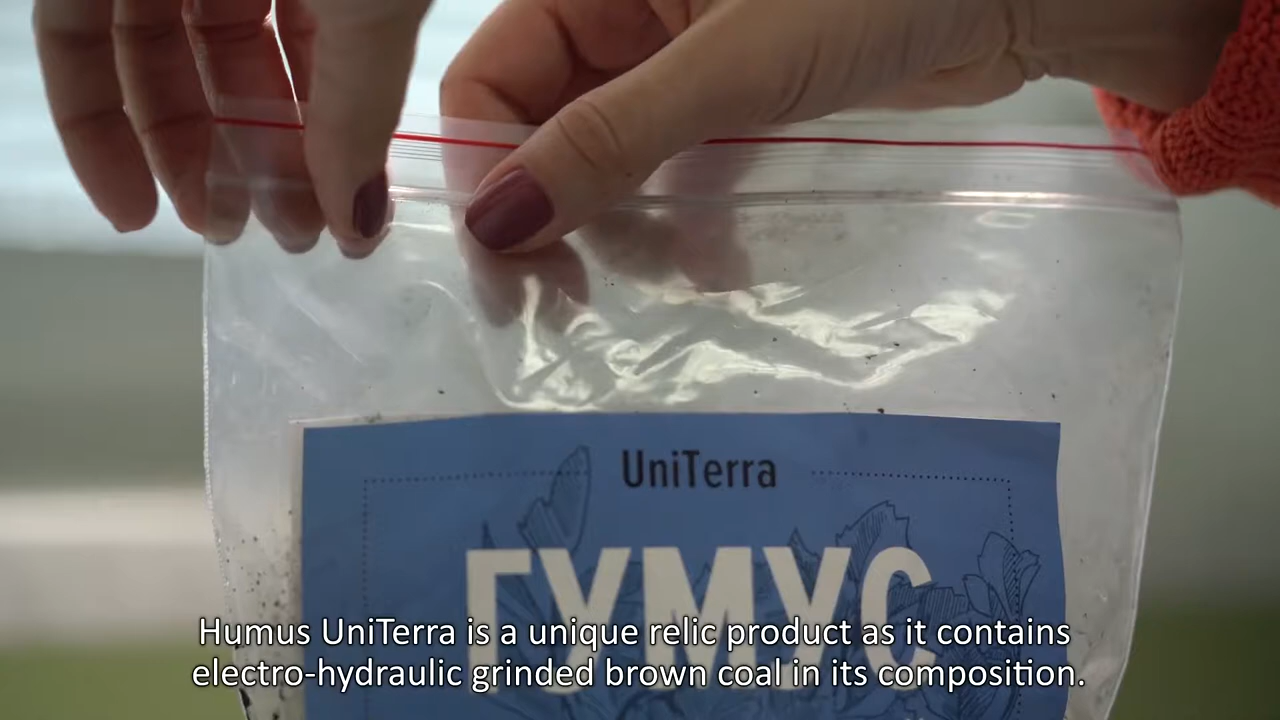 UniTerra
ГУМУС
Humus UniTerra is a unique relic product as it contains
electro-hydraulic grinded brown coal in its composition.